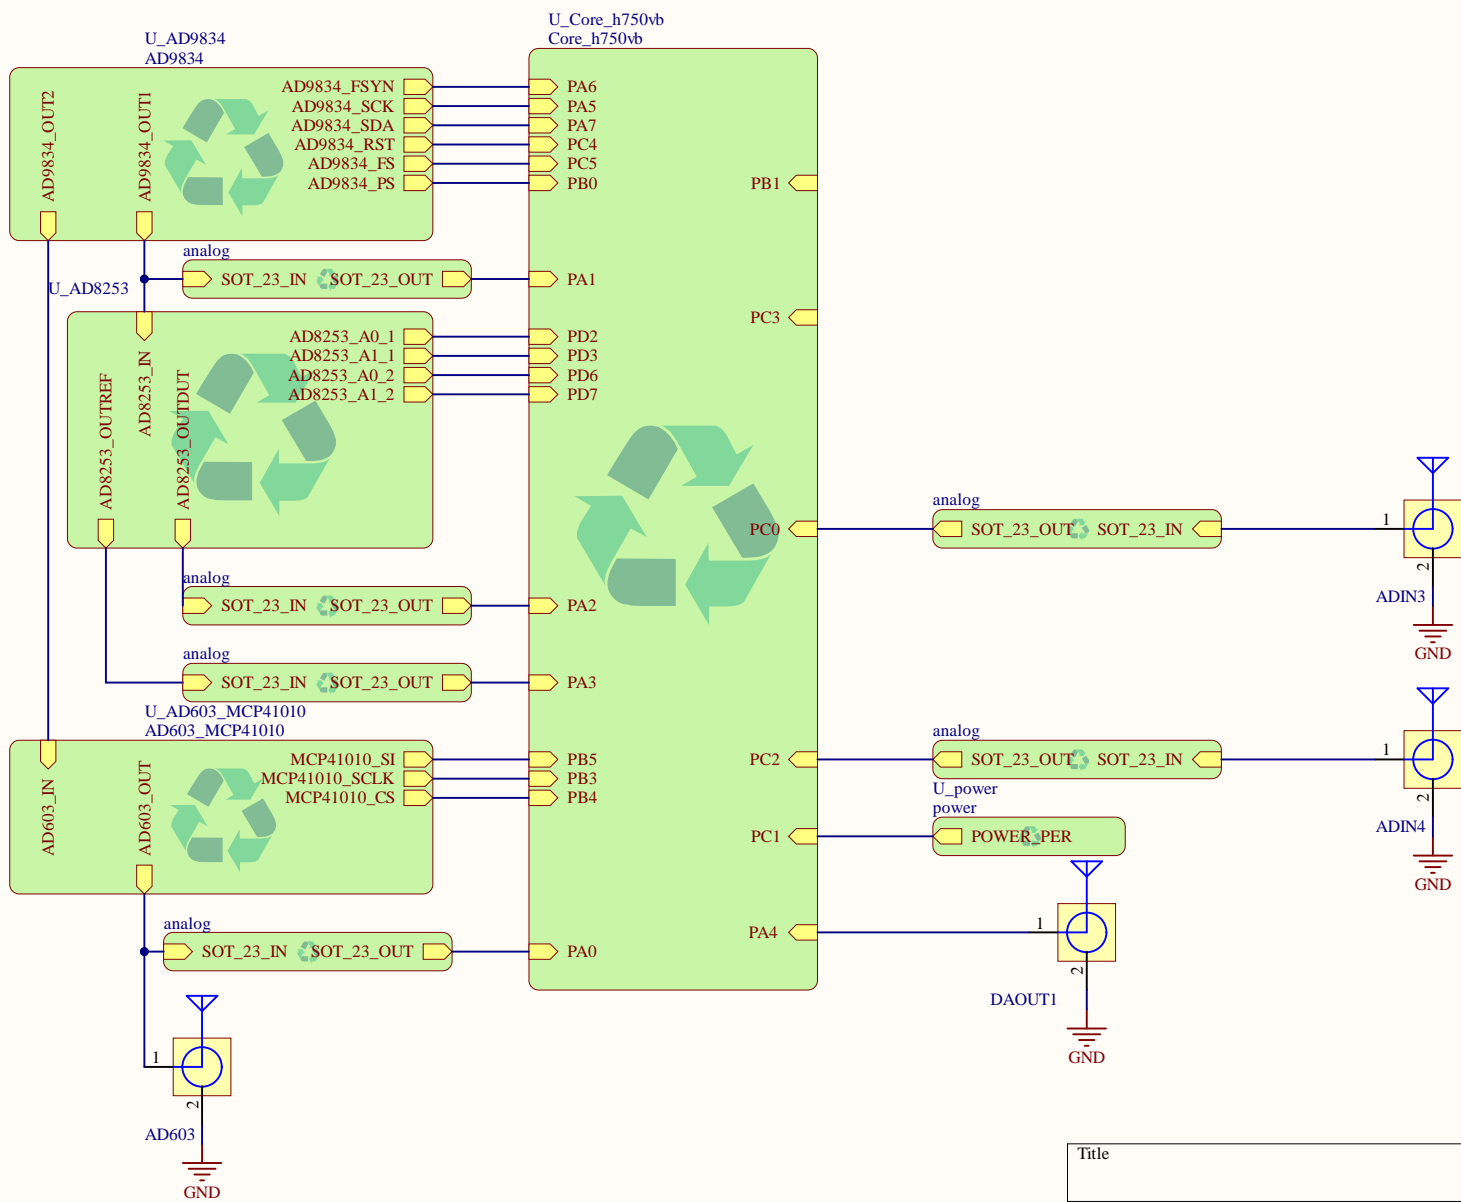 U_Core_h750vb
Core_h750vb
U_AD9834
AD9834
AD9834_OUT2
AD9834_OUT1
AD9834_FSYN
AD9834_SCK
AD9834_SDA
AD9834_RST
AD9834_FS
AD9834_PS
PA6
PA5
PA7
PC4
PC5
PB0
PB1
analog
SOT_23_IN SOT_23_OUT
PA1
U_AD8253
PC3
AD8253_IN
AD8253_OUTREF
AD8253_OUTDUT
AD8253_A0_1
AD8253_A1_1
AD8253_A0_2
AD8253_A1_2
PD2
PD3
PD6
PD7
PC0
analog
SOT_23_OUT SOT_23_IN
1
2
ADIN3
GND
analog
SOT_23_IN SOT_23_OUT
PA2
analog
SOT_23_IN SOT_23_OUT
PA3
U_AD603_MCP41010
AD603_MCP41010
AD603_IN
AD603_OUT
MCP41010_SI
MCP41010_SCLK
MCP41010_CS
PB5
PB3
PB4
PC2
analog
SOT_23_OUT SOT_23_IN
1
2
ADIN4
GND
U_power
power
PC1
POWER_PER
PA4
1
2
DAOUT1
GND
analog
SOT_23_IN SOT_23_OUT
PA0
1
2
AD603
GND
Title